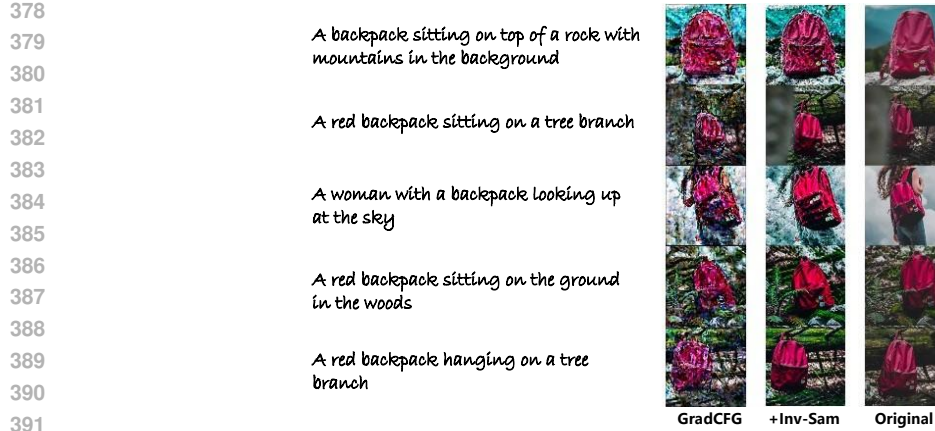 378
379
380
381
382
383
384
385
386
387
388
389
390
391
A backpack sitting on top of a rock with
mountains in the background
A red backpack sitting on a tree branch
A woman with a backpack looking up
at the sky
A red backpack sitting on the ground
in the woods
A red backpack hanging on a tree
branch
GradCFG +Inv-Sam Original